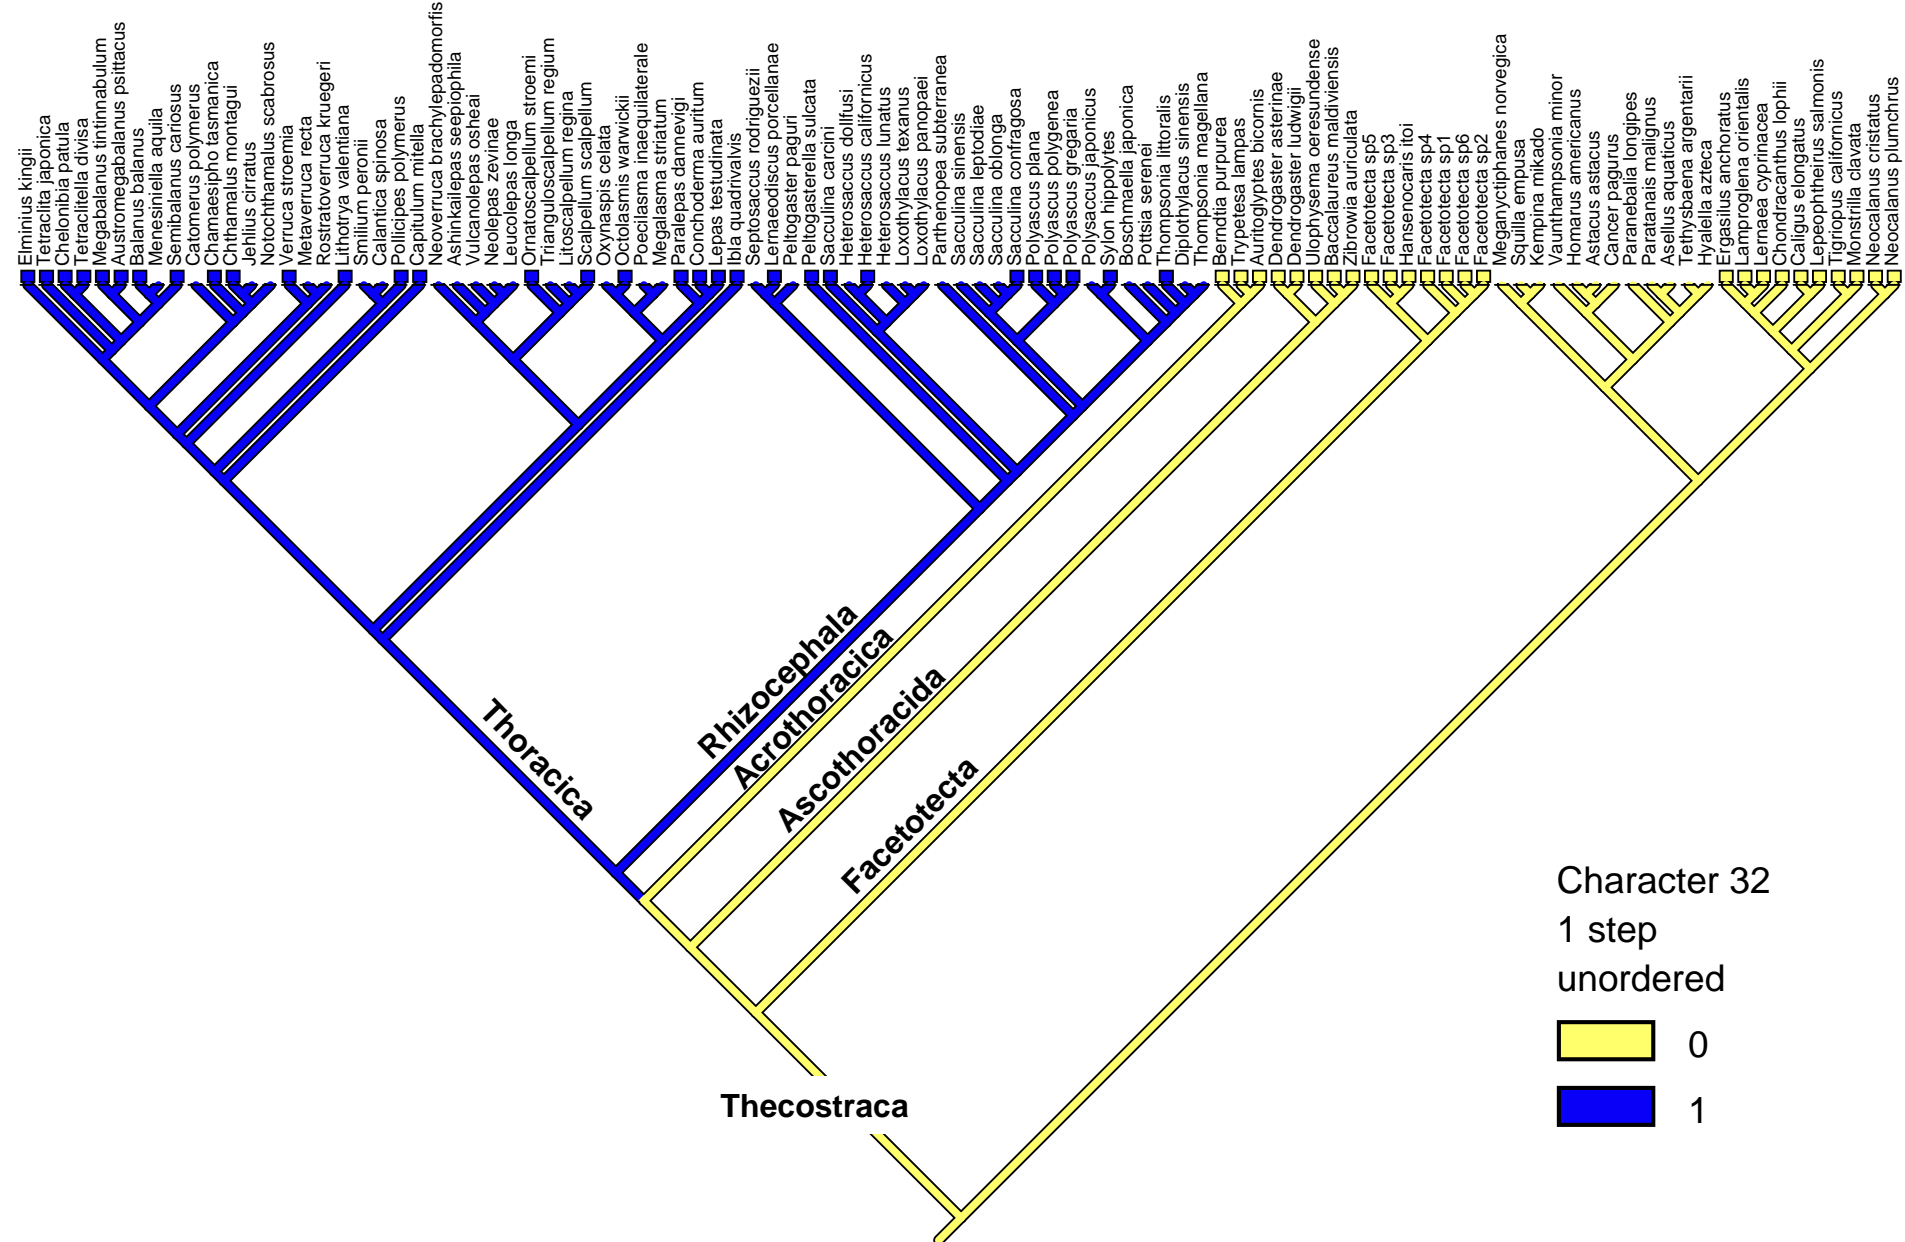 Elminius kingii
Tetraclita japonica
Chelonibia patula
Tetraclitella divisa
Megabalanus tintinnabulum
Austromegabalanus psittacus
Balanus balanus
Menesiniella aquila
Semibalanus cariosus
Catomerus polymerus
Chamaesipho tasmanica
Chthamalus montagui
Jehlius cirratus
Notochthamalus scabrosus
Verruca stroemia
Metaverruca recta
Rostratoverruca kruegeri
Lithotrya valentiana
Smilium peronii
Calantica spinosa
Pollicipes polymerus
Capitulum mitella
Neoverruca brachylepadomorfis
Ashinkailepas seepiophila
Vulcanolepas osheai
Neolepas zevinae
Leucolepas longa
Ornatoscalpellum stroemi
Trianguloscalpellum regium
Litoscalpellum regina
Scalpellum scalpellum
Oxynaspis celata
Octolasmis warwickii
Poecilasma inaequilaterale
Megalasma striatum
Paralepas dannevigi
Conchoderma auritum
Lepas testudinata
Ibla quadrivalvis
Septosaccus rodriguezii
Lernaeodiscus porcellanae
Peltogaster paguri
Peltogasterella sulcata
Sacculina carcini
Heterosaccus dollfusi
Heterosaccus californicus
Heterosaccus lunatus
Loxothylacus texanus
Loxothylacus panopaei
Parthenopea subterranea
Sacculina sinensis
Sacculina leptodiae
Sacculina oblonga
Sacculina confragosa
Polyascus plana
Polyascus polygenea
Polyascus gregaria
Polysaccus japonicus
Sylon hippolytes
Boschmaella japonica
Pottsia serenei
Thompsonia littoralis
Diplothylacus sinensis
Thompsonia magellana
Berndtia purpurea
Trypetesa lampas
Auritoglyptes bicornis
Dendrogaster asterinae
Dendrogaster ludwigii
Ulophysema oeresundense
Baccalaureus maldiviensis
Zibrowia auriculata
Facetotecta sp5
Facetotecta sp3
Hansenocaris itoi
Facetotecta sp4
Facetotecta sp1
Facetotecta sp6
Facetotecta sp2
Meganyctiphanes norvegica
Squilla empusa
Kempina mikado
Vaunthampsonia minor
Homarus americanus
Astacus astacus
Cancer pagurus
Paranebalia longipes
Paratanais malignus
Asellus aquaticus
Tethysbaena argentarii
Hyalella azteca
Ergasilus anchoratus
Lamproglena orientalis
Lernaea cyprinacea
Chondracanthus lophii
Caligus elongatus
Lepeophtheirus salmonis
Tigriopus californicus
Monstrilla clavata
Neocalanus cristatus
Neocalanus plumchrus
Thoracica
Rhizocephala
Acrothoracica
Ascothoracida
Facetotecta
Thecostraca
Character 32
1 step
unordered
0
1